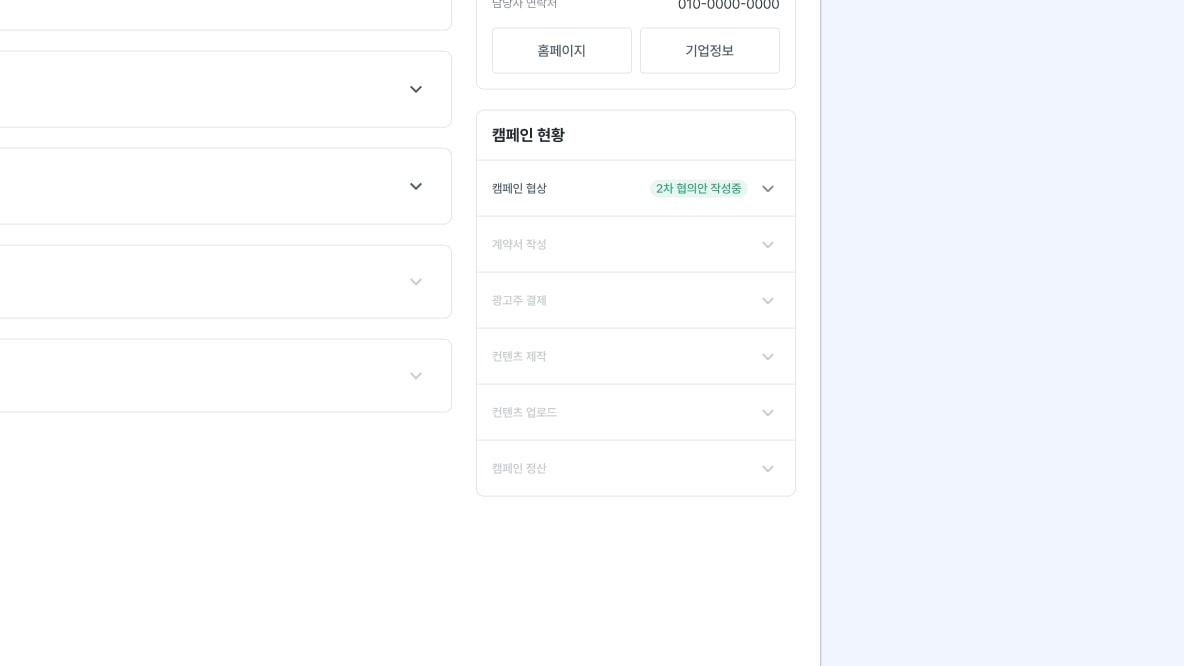 담당자 연락처 010-0000-0000
홈페이지 기업정보
캠페인 현황
캠페인 협상 2차 협의안 작성중
계약서 작성
광고주 결제
컨텐츠 제작
컨텐츠 업로드
캠페인 정산